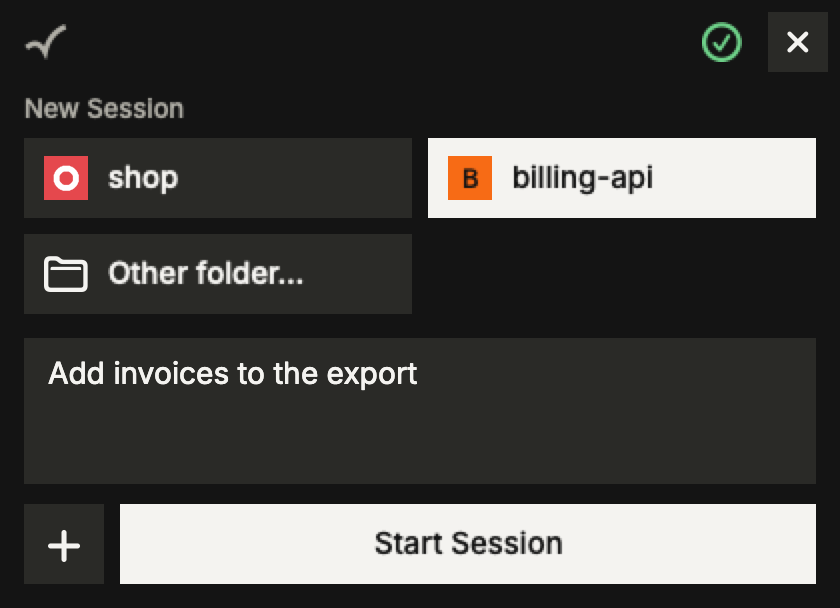 New Session
shop
B billing-api
Other folder...
Add invoices to the export
Start Session